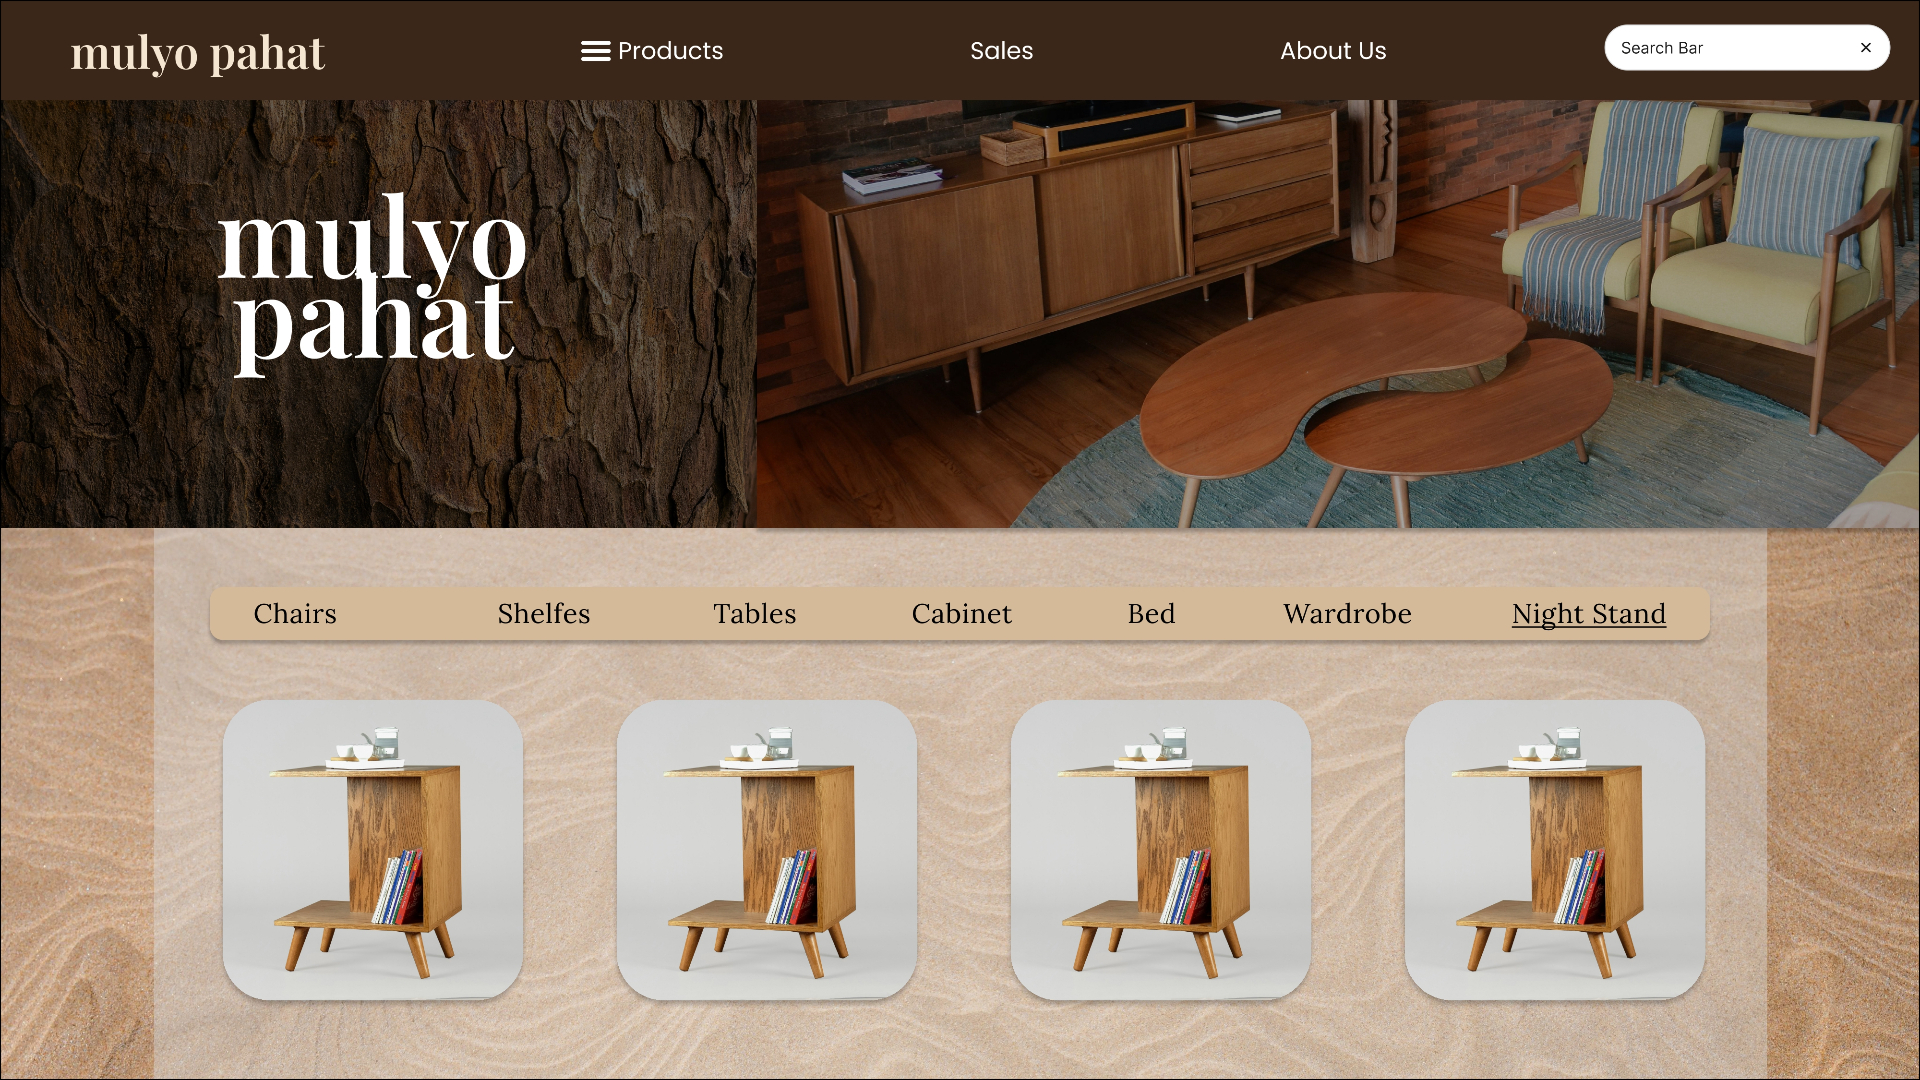 mulyo pahat
Products
Sales
About Us
Search Bar
mulyo
pahat
Chairs
Shelfes
Tables
Cabinet
Bed
Wardrobe
Night Stand